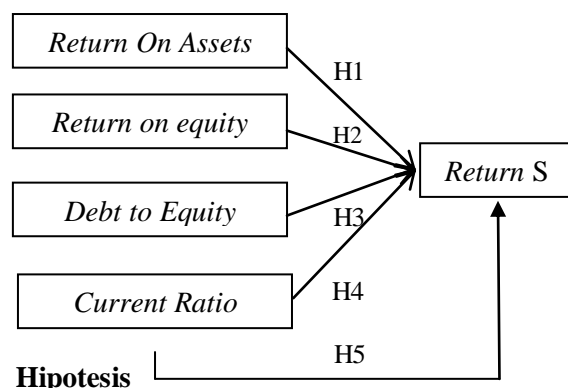 Return On Assets
H1
Return on equity
H2
Return S
Debt to Equity
H3
Current Ratio
H4
H5
Hipotesis